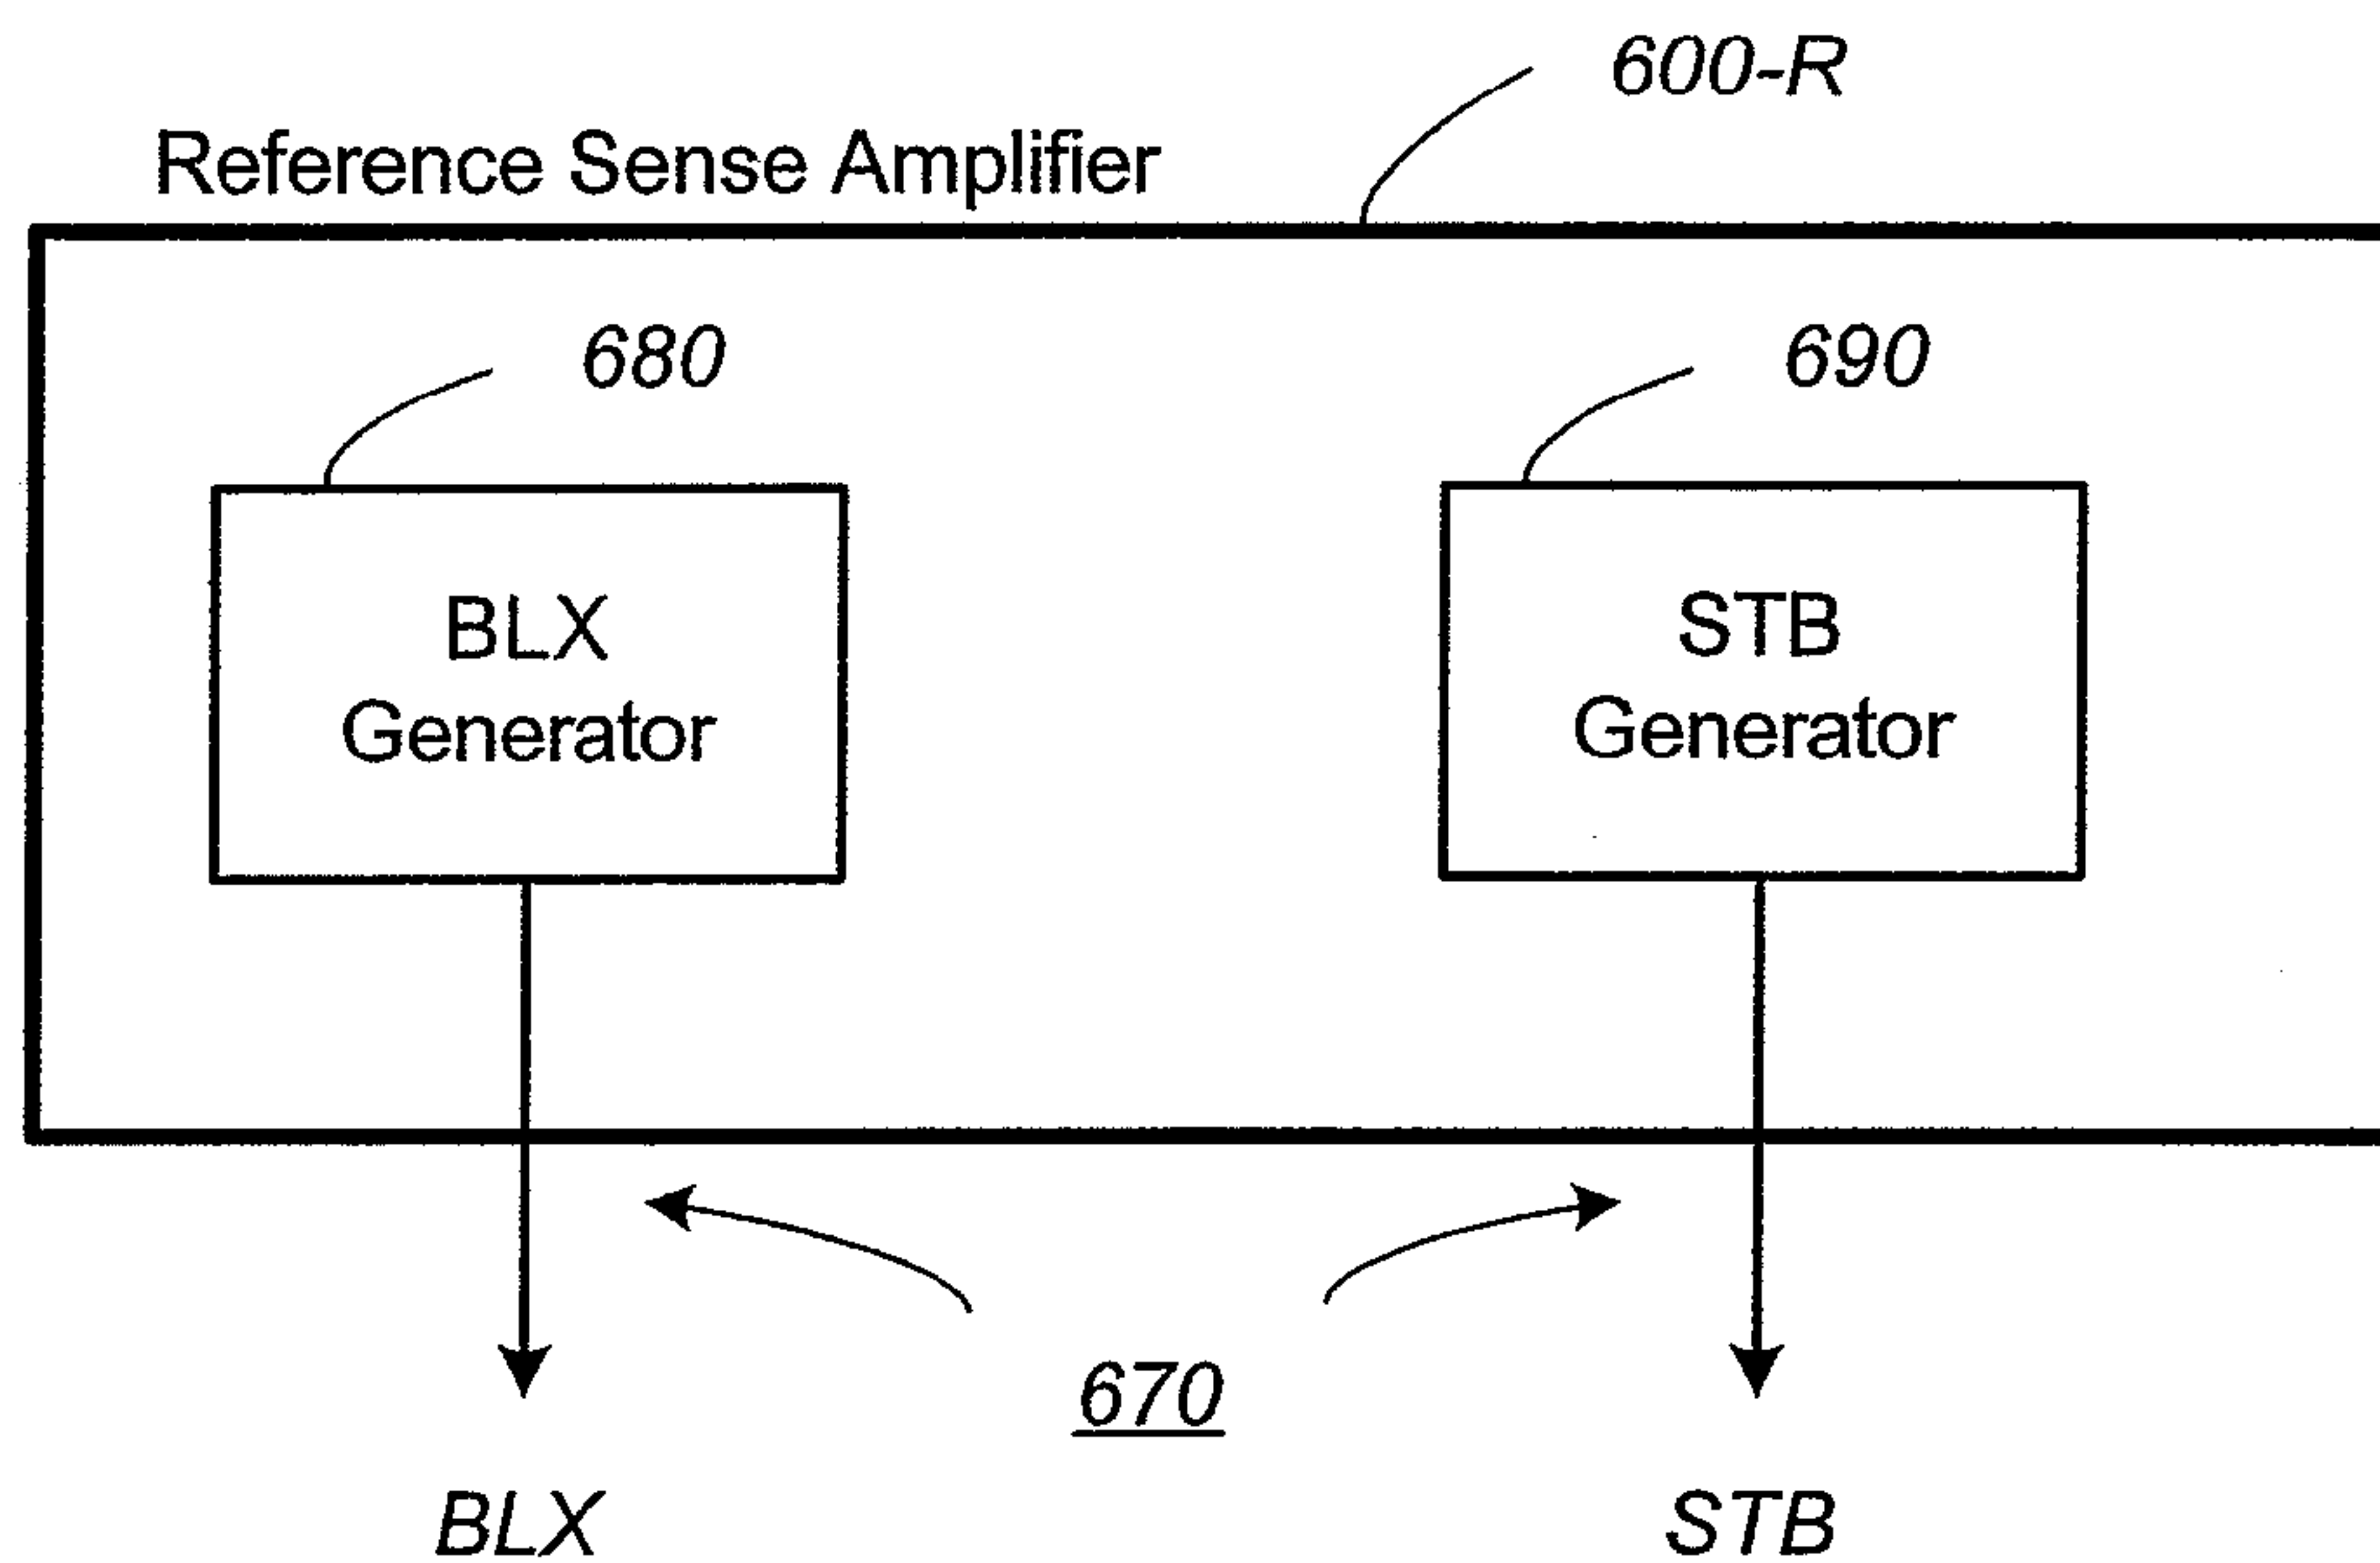 600-R
Reference Sense Amplifier
680
690
BLX
Generator
STB
Generator
670
BLX
STB